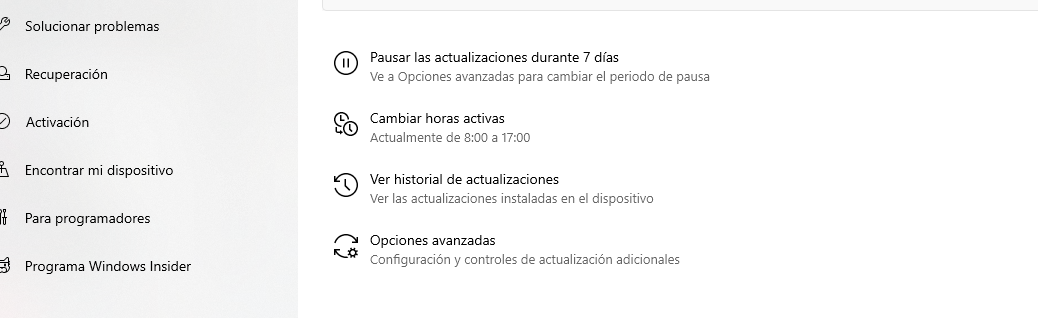 Solucionar problemas
Recuperación
Activación
Encontrar mi dispositivo
Para programadores
Programa Windows Insider
Pausar las actualizaciones durante 7 días
Ve a Opciones avanzadas para cambiar el periodo de pausa
Cambiar horas activas
Actualmente de 8:00 a 17:00
Ver historial de actualizaciones
Ver las actualizaciones instaladas en el dispositivo
Opciones avanzadas
Configuración y controles de actualización adicionales